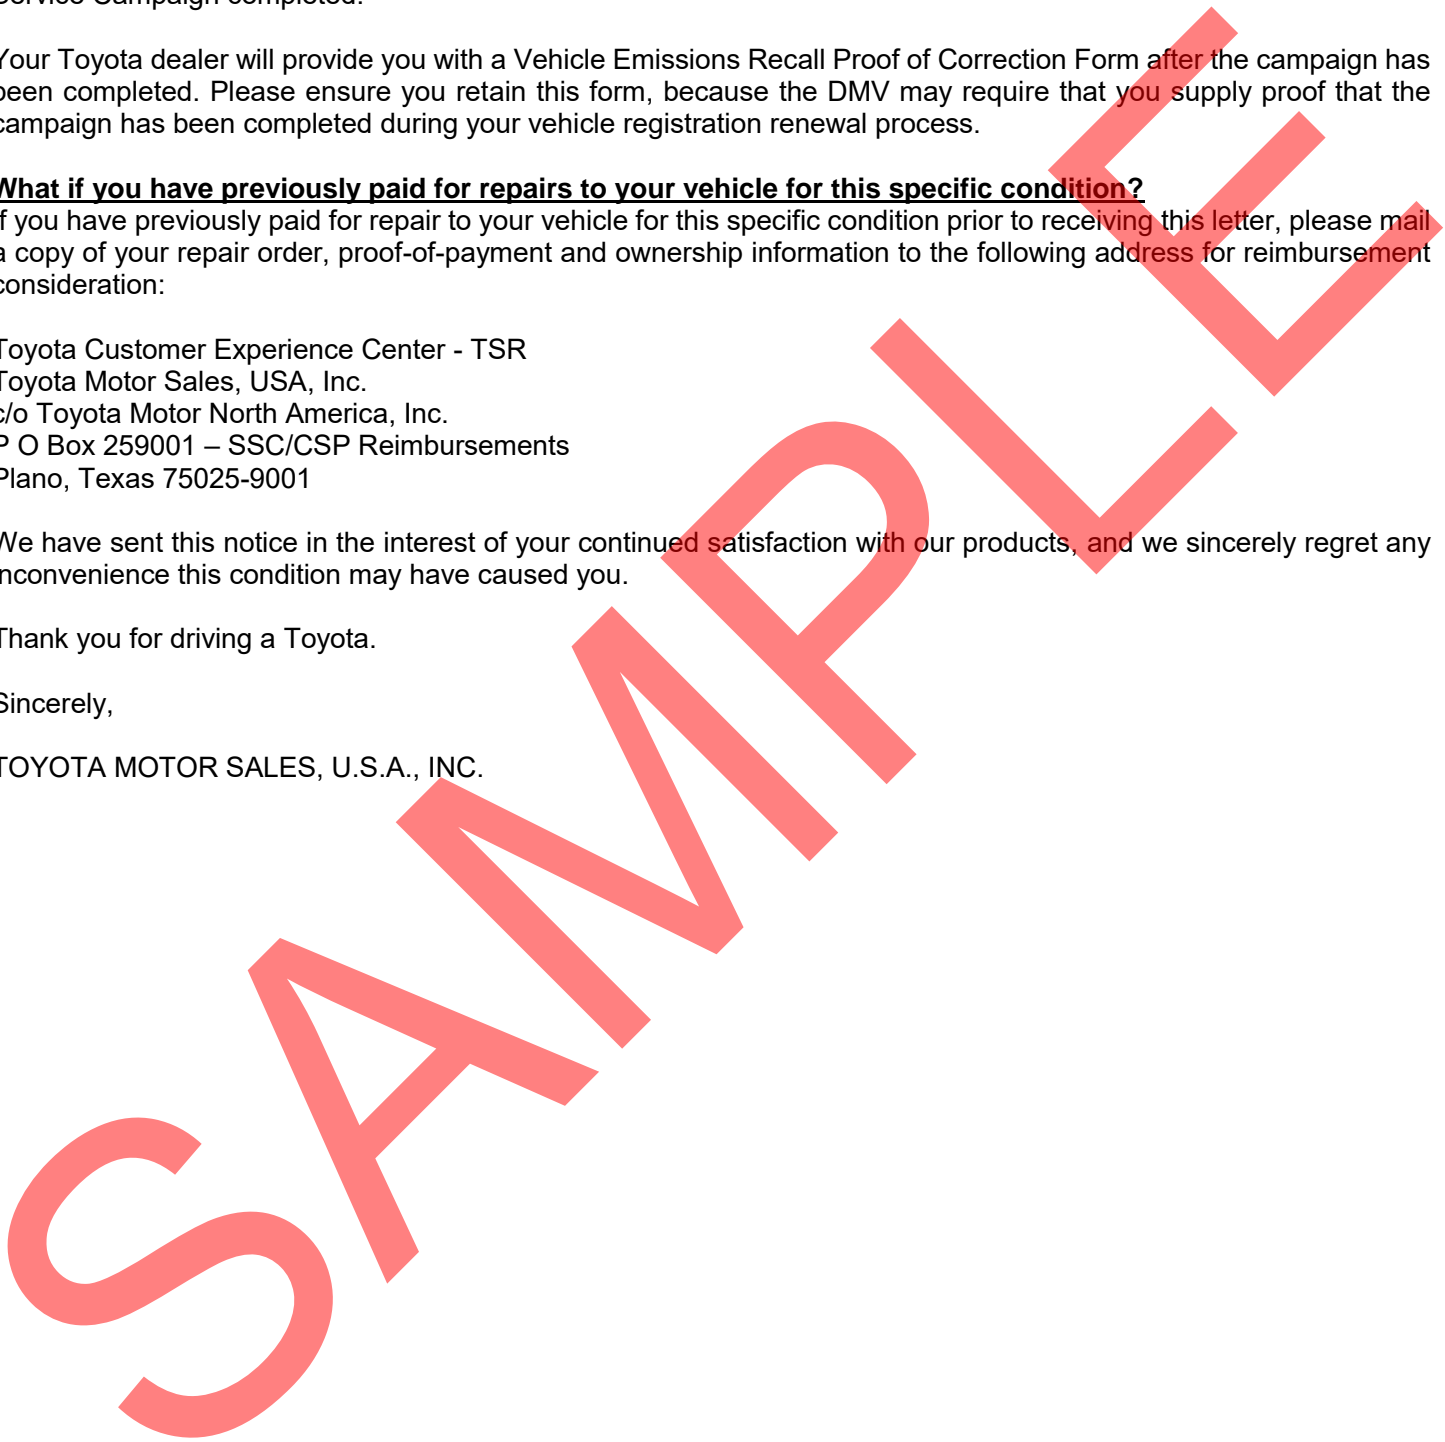 Service Campaign completed.
Your Toyota dealer will provide you with a Vehicle Emissions Recall Proof of Correction Form after the campaign has
been completed. Please ensure you retain this form, because the DMV may require that you supply proof that the
campaign has been completed during your vehicle registration renewal process.
What if you have previously paid for repairs to your vehicle for this specific condition?
If you have previously paid for repair to your vehicle for this specific condition prior to receiving this letter, please mail
a copy of your repair order, proof-of-payment and ownership information to the following address for reimbursement
consideration:
Toyota Customer Experience Center - TSR
Toyota Motor Sales, USA, Inc.
c/o Toyota Motor North America, Inc.
P O Box 259001 – SSC/CSP Reimbursements
Plano, Texas 75025-9001
We have sent this notice in the interest of your continued satisfaction with our products, and we sincerely regret any
inconvenience this condition may have caused you.
Thank you for driving a Toyota.
Sincerely,
TOYOTA MOTOR SALES, U.S.A., INC.
SAMPLE